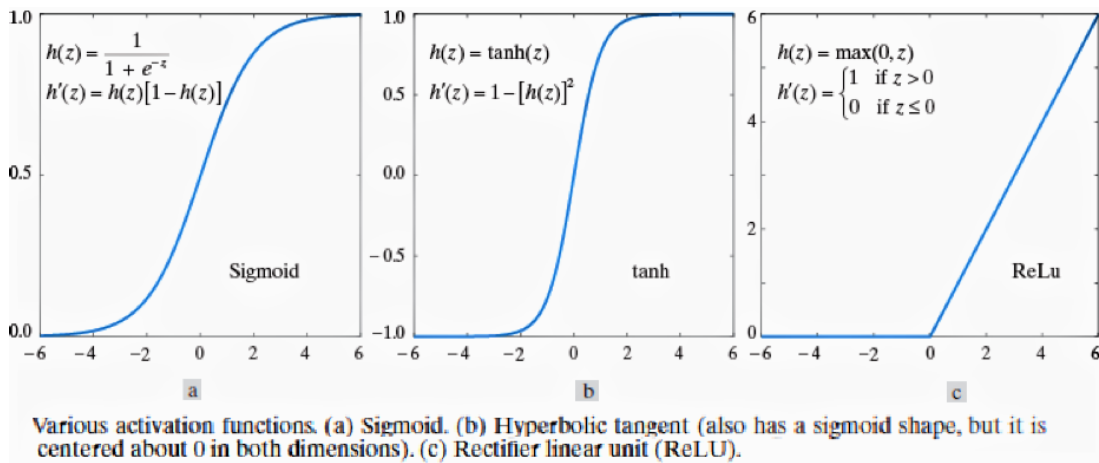 1.0
h(z) = 1 / (1 + e^-z)
h'(z) = h(z)[1 − h(z)]
0.5
Sigmoid
0.0
−6 −4 −2 0 2 4 6
a
1.0
h(z) = tanh(z)
h'(z) = 1 − [h(z)]²
0.5
0.0
−0.5
tanh
−1.0
−6 −4 −2 0 2 4 6
b
6
h(z) = max(0, z)
h'(z) = { 1 if z > 0
0 if z ≤ 0
4
2
ReLu
0
−6 −4 −2 0 2 4 6
c
Various activation functions. (a) Sigmoid. (b) Hyperbolic tangent (also has a sigmoid shape, but it is
centered about 0 in both dimensions). (c) Rectifier linear unit (ReLU).